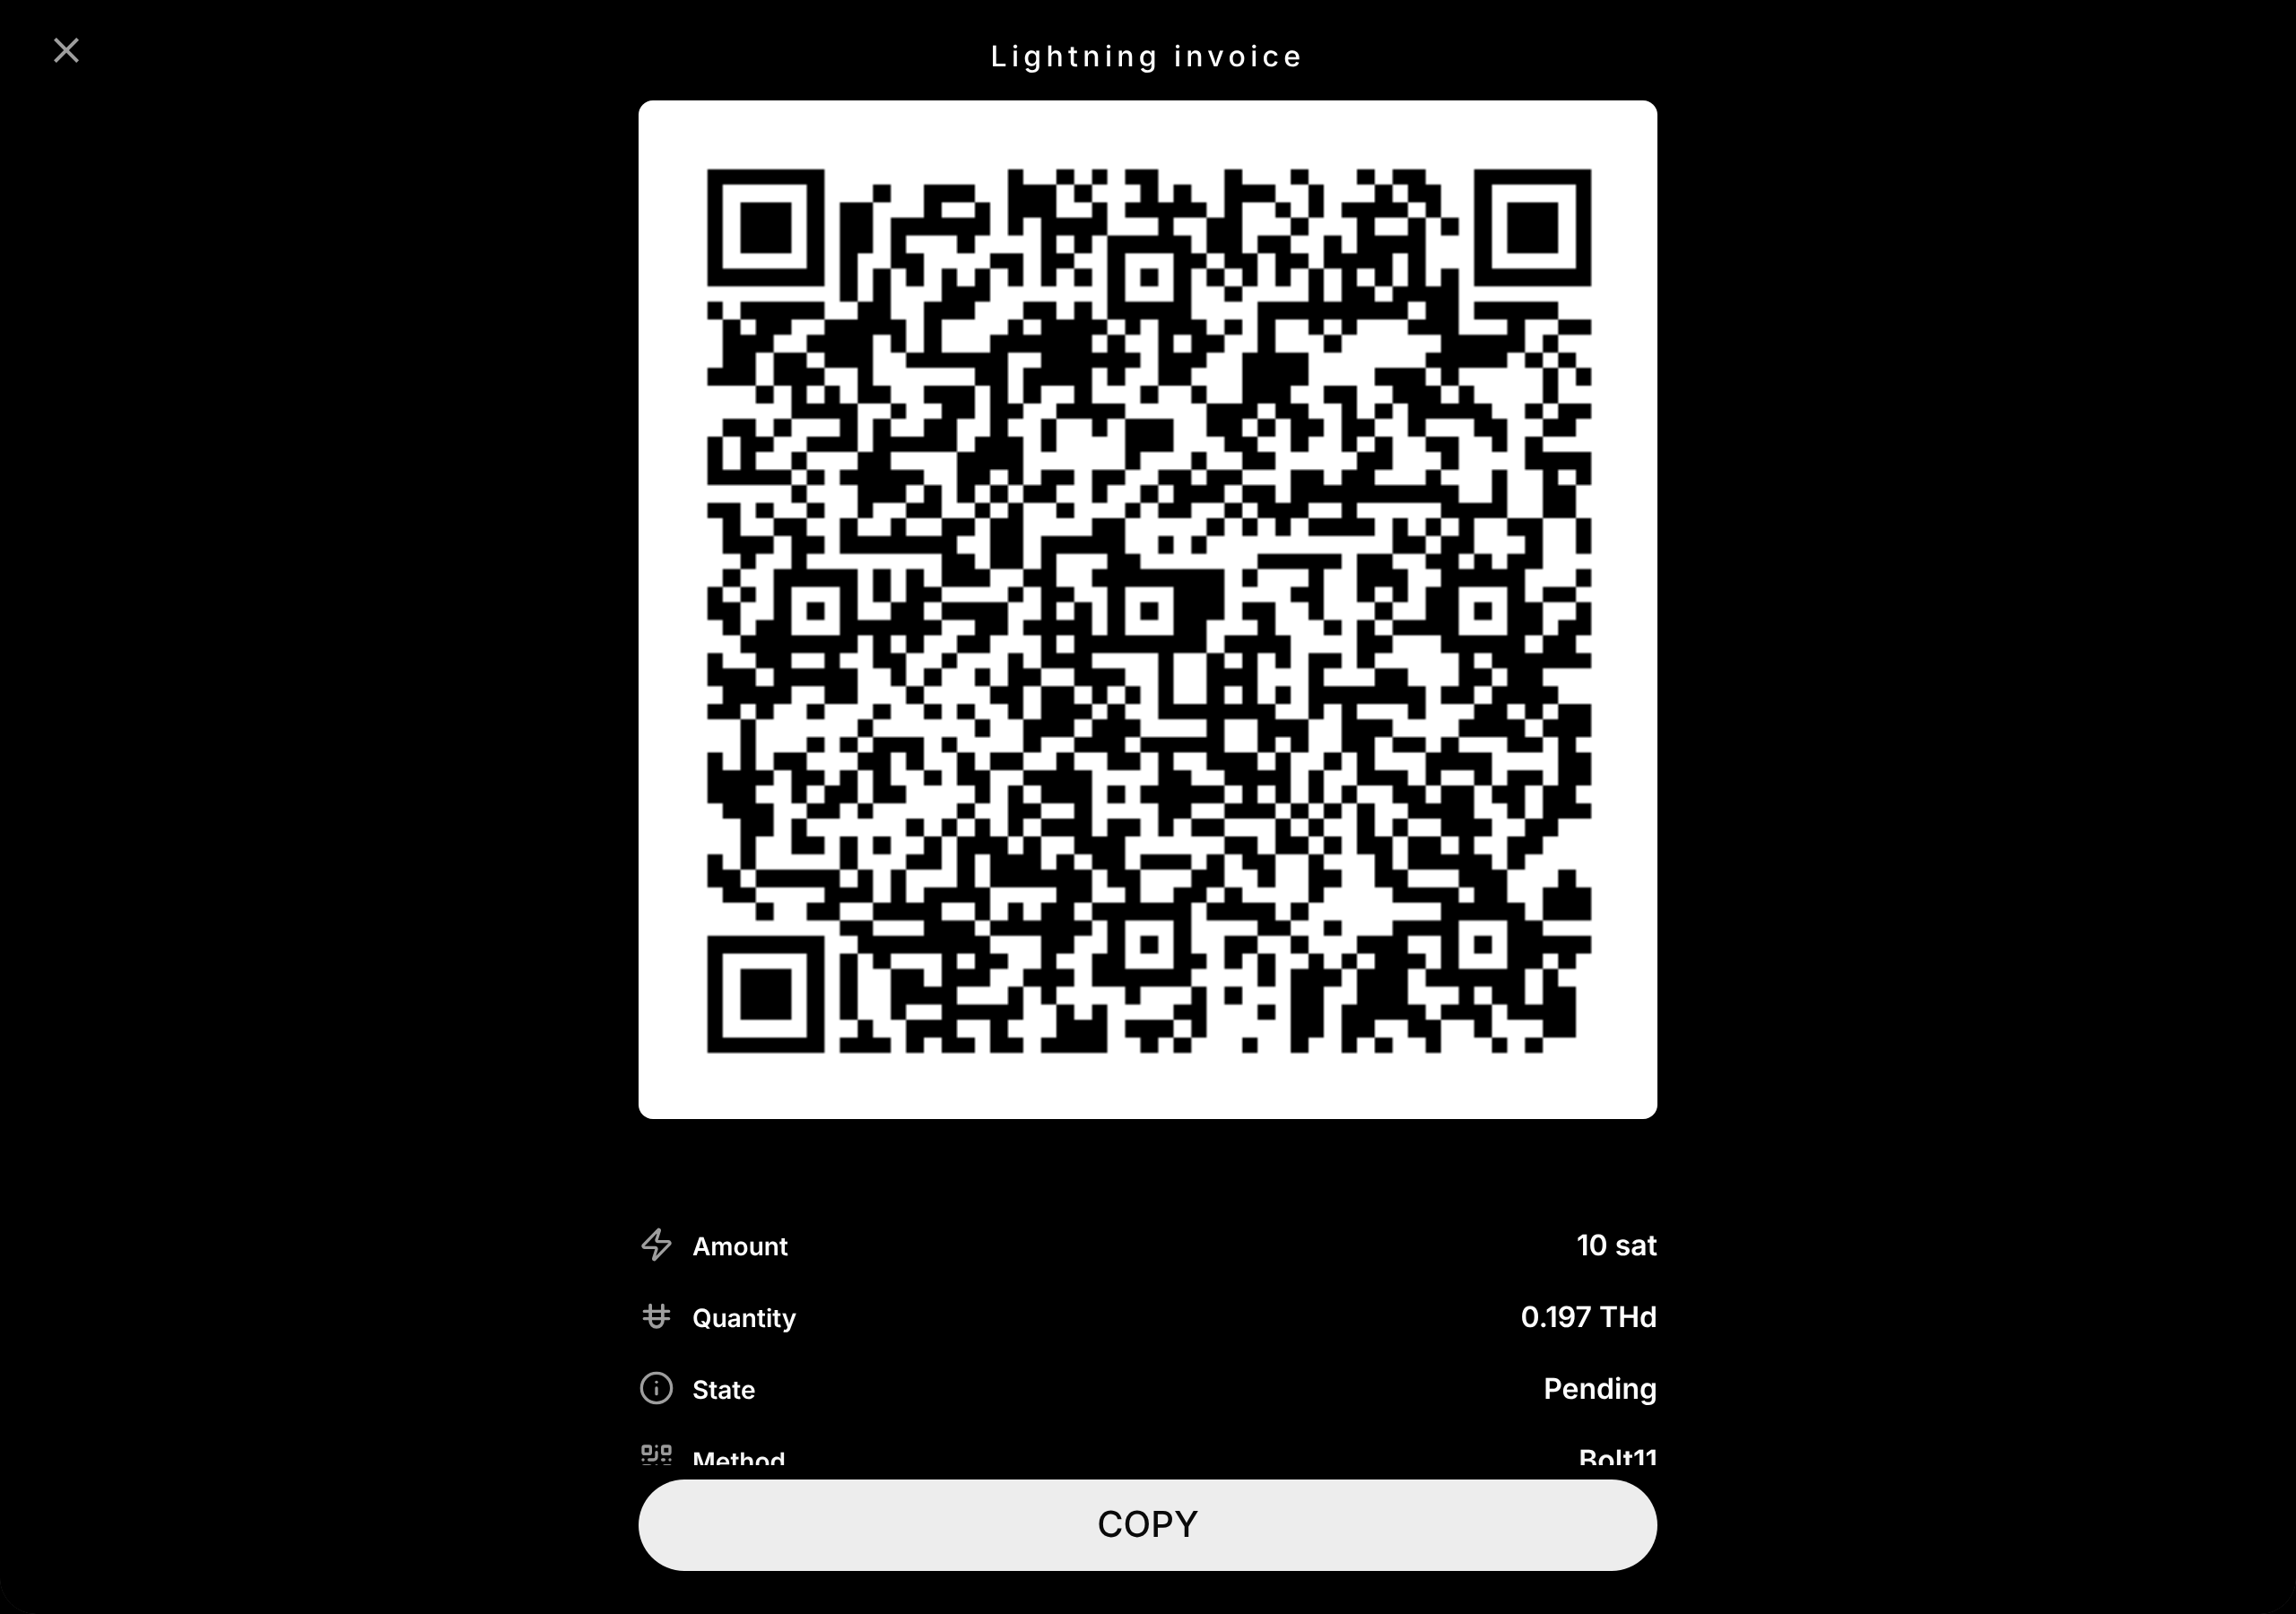 Lightning invoice
Amount 10 sat
Quantity 0.197 THd
State Pending
Method Bolt11
COPY